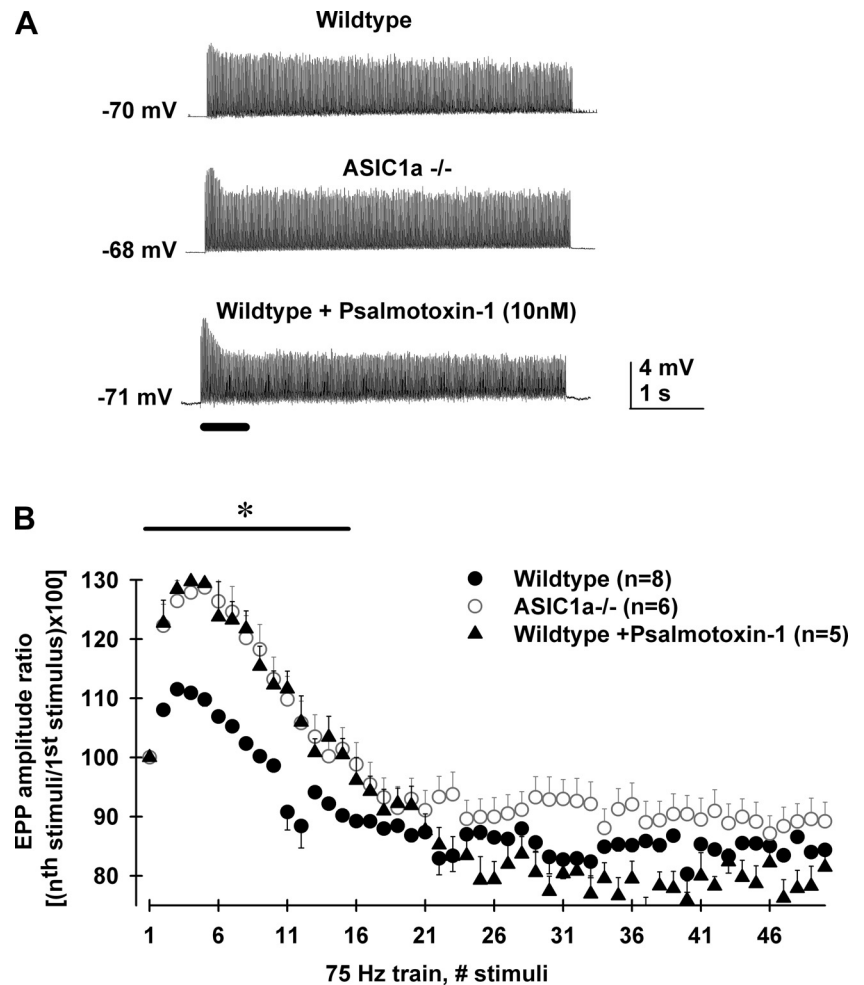 A
Wildtype
-70 mV
ASIC1a -/-
-68 mV
Wildtype + Psalmotoxin-1 (10nM)
-71 mV
4 mV
1 s
B
*
Wildtype (n=8)
ASIC1a-/- (n=6)
Wildtype +Psalmotoxin-1 (n=5)
EPP amplitude ratio
[(nth stimuli/1st stimulus)x100]
130
120
110
100
90
80
1 6 11 16 21 26 31 36 41 46
75 Hz train, # stimuli